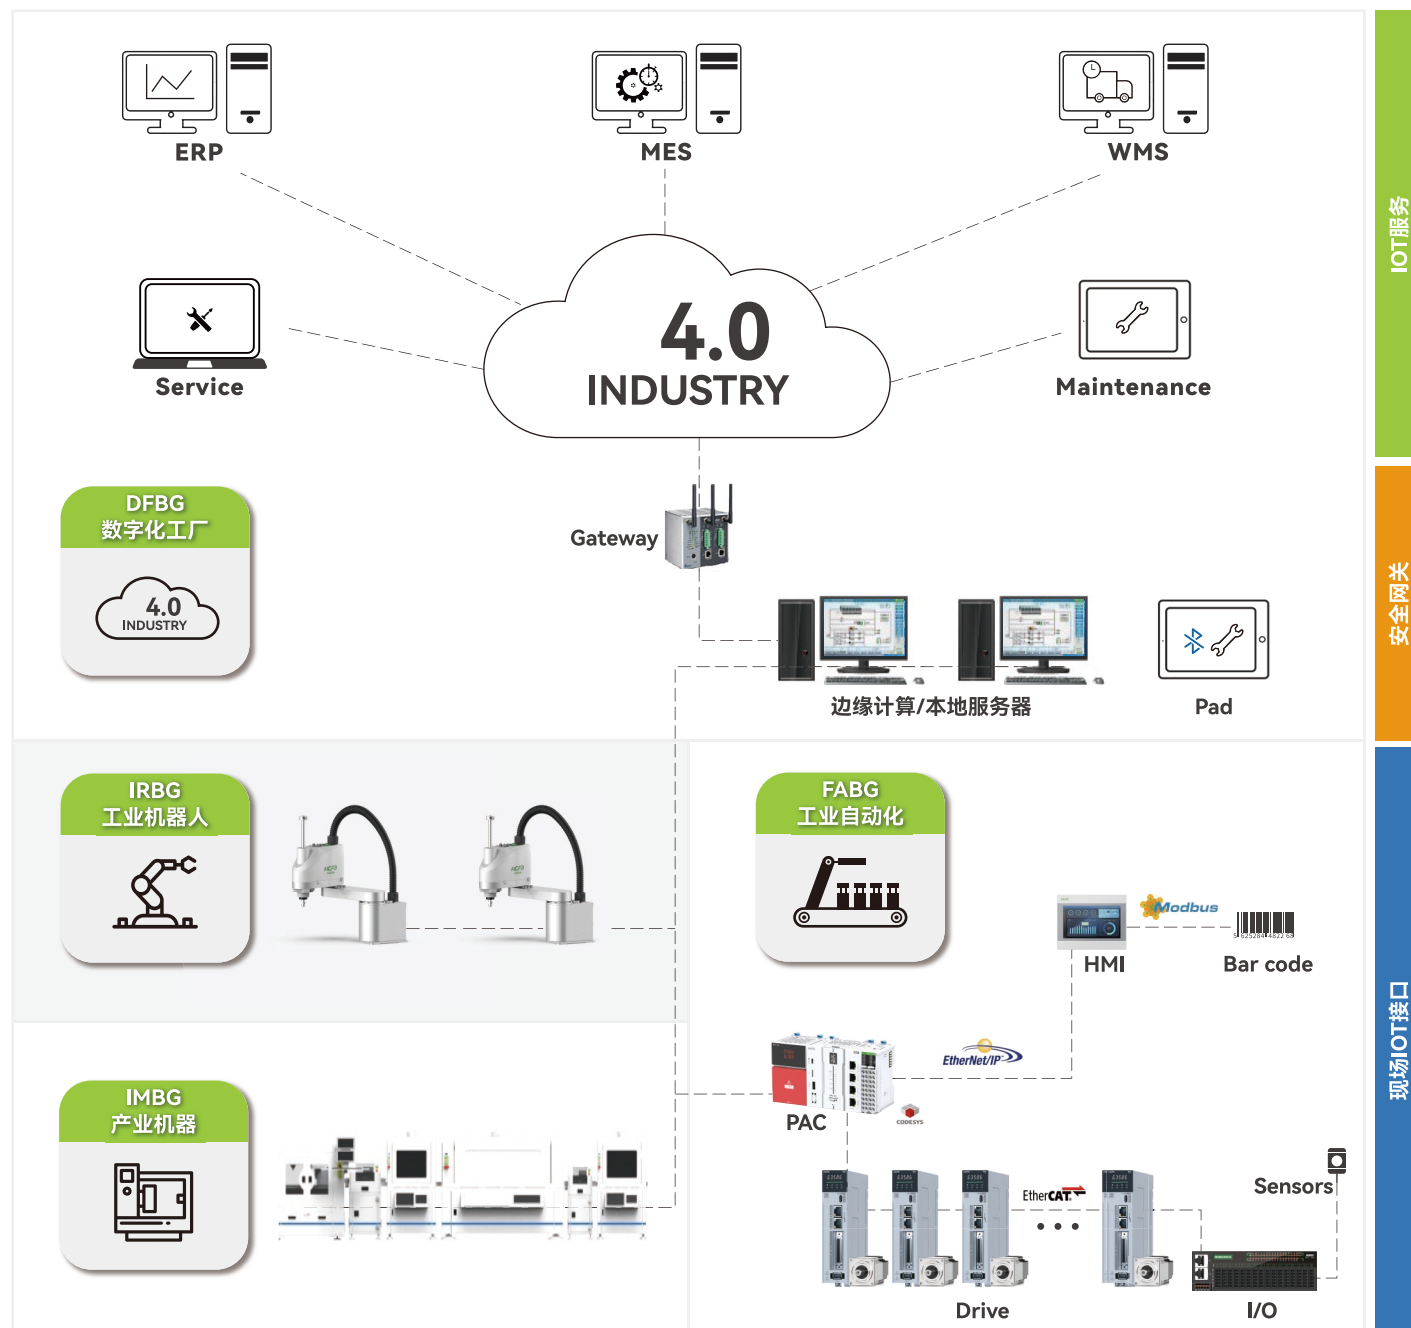 ERP
MES
WMS
IOT服务
4.0
INDUSTRY
Service
Maintenance
DFBG
数字化工厂
4.0
INDUSTRY
Gateway
安全网关
边缘计算/本地服务器
Pad
IRBG
工业机器人
HCFA
HCFA
FABG
工业自动化
Modbus
HMI
Bar code
现场IOT接口
EtherNet/IP
PAC
CODESYS
IMBG
产业机器
EtherCAT
Sensors
Drive
I/O